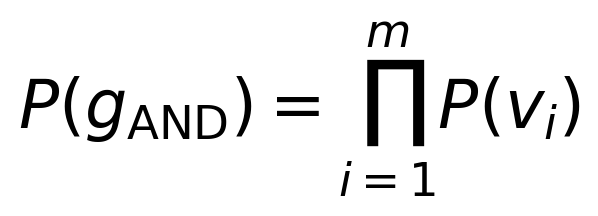 P(g_AND) = ∏_{i=1}^{m} P(v_i)